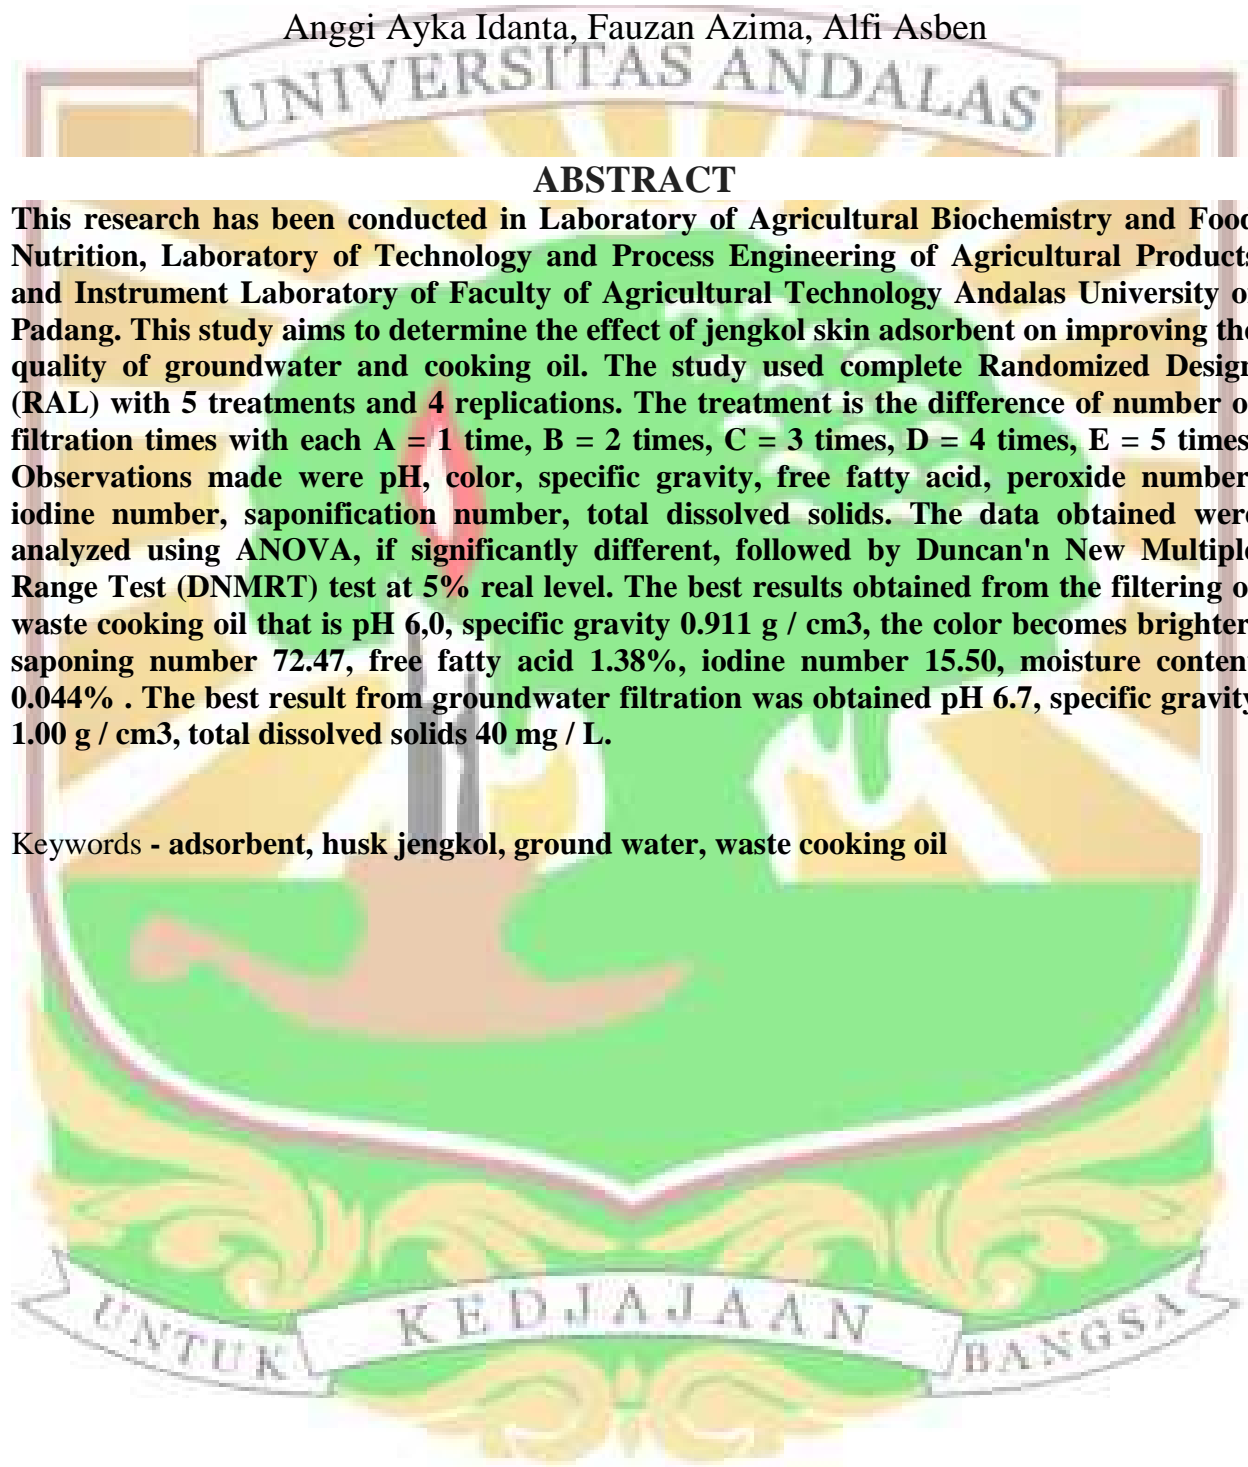 Anggi Ayka Idanta, Fauzan Azima, Alfi Asben
UNIVERSITAS ANDALAS
ABSTRACT
This research has been conducted in Laboratory of Agricultural Biochemistry and Food
Nutrition, Laboratory of Technology and Process Engineering of Agricultural Products
and Instrument Laboratory of Faculty of Agricultural Technology Andalas University of
Padang. This study aims to determine the effect of jengkol skin adsorbent on improving the
quality of groundwater and cooking oil. The study used complete Randomized Design
(RAL) with 5 treatments and 4 replications. The treatment is the difference of number of
filtration times with each A = 1 time, B = 2 times, C = 3 times, D = 4 times, E = 5 times
Observations made were pH, color, specific gravity, free fatty acid, peroxide number
iodine number, saponification number, total dissolved solids. The data obtained were
analyzed using ANOVA, if significantly different, followed by Duncan'n New Multiple
Range Test (DNMRT) test at 5% real level. The best results obtained from the filtering of
waste cooking oil that is pH 6,0, specific gravity 0.911 g / cm3, the color becomes brighter
saponing number 72.47, free fatty acid 1.38%, iodine number 15.50, moisture content
0.044% . The best result from groundwater filtration was obtained pH 6.7, specific gravity
1.00 g / cm3, total dissolved solids 40 mg / L.
Keywords - adsorbent, husk jengkol, ground water, waste cooking oil
UNTUK KEDJAJAAN BANGSA